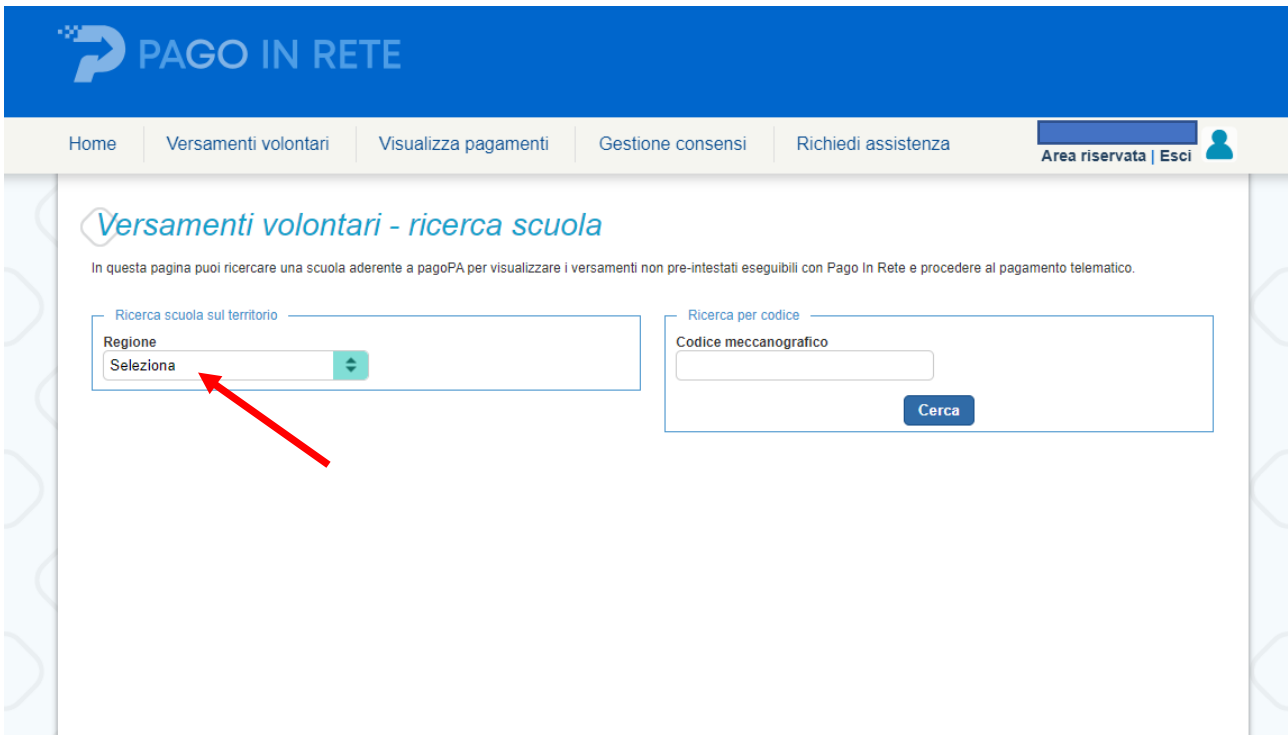 PAGO IN RETE
Home
Versamenti volontari
Visualizza pagamenti
Gestione consensi
Richiedi assistenza
Area riservata | Esci
Versamenti volontari - ricerca scuola
In questa pagina puoi ricercare una scuola aderente a pagoPA per visualizzare i versamenti non pre-intestati eseguibili con Pago In Rete e procedere al pagamento telematico.
Ricerca scuola sul territorio
Regione
Seleziona
Ricerca per codice
Codice meccanografico
Cerca